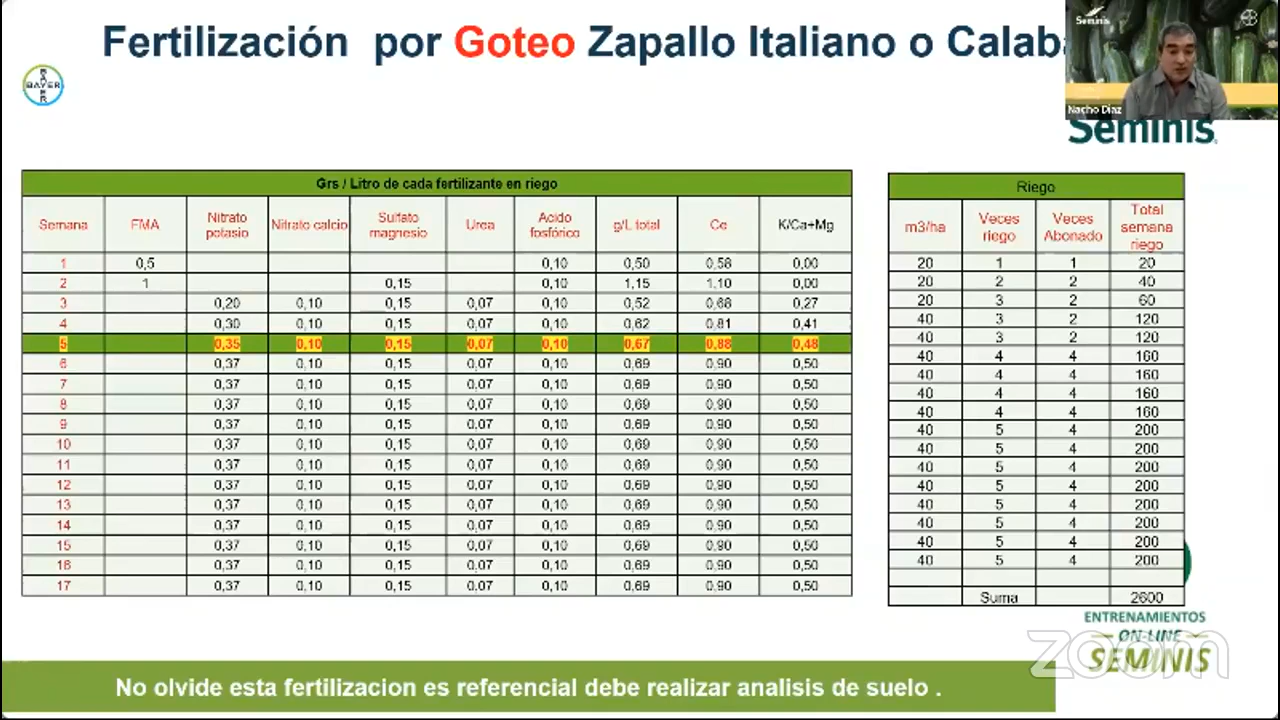 Fertilización por Goteo Zapallo Italiano o Calaba
BAYER
Seminis
Nacho Diaz
Seminis
Grs / Litro de cada fertilizante en riego
Semana FMA Nitrato potasio Nitrato calcio Sulfato magnesio Urea Acido fosfórico g/L total Ce K/Ca+Mg
1 0,5 0,10 0,50 0,58 0,00
2 1 0,15 0,10 1,15 1,10 0,00
3 0,20 0,10 0,15 0,07 0,10 0,52 0,68 0,27
4 0,30 0,10 0,15 0,07 0,10 0,62 0,81 0,41
5 0,35 0,10 0,15 0,07 0,10 0,67 0,88 0,48
6 0,37 0,10 0,15 0,07 0,10 0,69 0,90 0,50
7 0,37 0,10 0,15 0,07 0,10 0,69 0,90 0,50
8 0,37 0,10 0,15 0,07 0,10 0,69 0,90 0,50
9 0,37 0,10 0,15 0,07 0,10 0,69 0,90 0,50
10 0,37 0,10 0,15 0,07 0,10 0,69 0,90 0,50
11 0,37 0,10 0,15 0,07 0,10 0,69 0,90 0,50
12 0,37 0,10 0,15 0,07 0,10 0,69 0,90 0,50
13 0,37 0,10 0,15 0,07 0,10 0,69 0,90 0,50
14 0,37 0,10 0,15 0,07 0,10 0,69 0,90 0,50
15 0,37 0,10 0,15 0,07 0,10 0,69 0,90 0,50
16 0,37 0,10 0,15 0,07 0,10 0,69 0,90 0,50
17 0,37 0,10 0,15 0,07 0,10 0,69 0,90 0,50
Riego
m3/ha Veces riego Veces Abonado Total semana riego
20 1 1 20
20 2 2 40
20 3 2 60
40 3 2 120
40 3 2 120
40 4 4 160
40 4 4 160
40 4 4 160
40 4 4 160
40 5 4 200
40 5 4 200
40 5 4 200
40 5 4 200
40 5 4 200
40 5 4 200
40 5 4 200
40 5 4 200
Suma 2600
ENTRENAMIENTOS
ON-LINE
SEMINIS
zoom
No olvide esta fertilizacion es referencial debe realizar analisis de suelo .